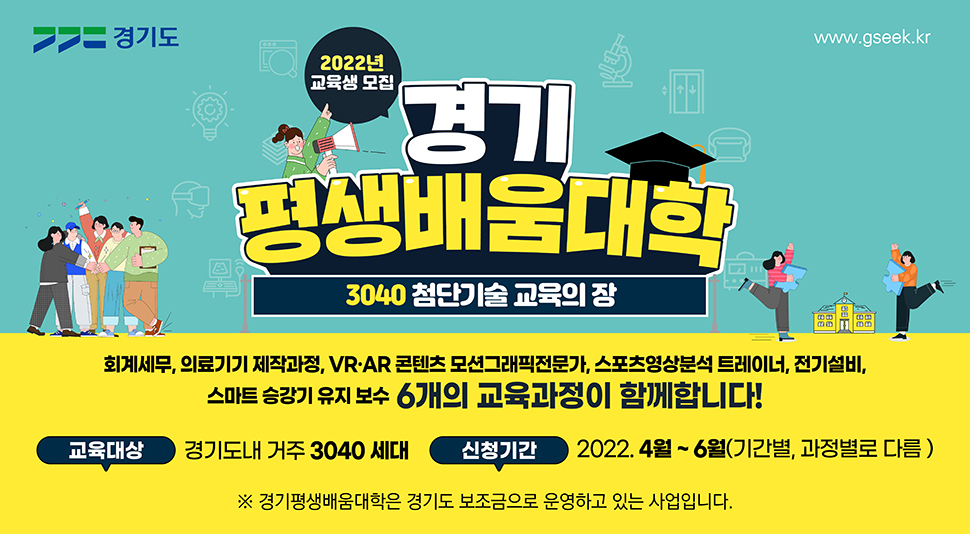 경기도
www.gseek.kr
2022년
교육생 모집
경기
평생배움대학
3040 첨단기술 교육의 장
회계세무, 의료기기 제작과정, VR·AR 콘텐츠 모션그래픽전문가, 스포츠영상분석 트레이너, 전기설비,
스마트 승강기 유지 보수 6개의 교육과정이 함께합니다!
교육대상 경기도내 거주 3040 세대
신청기간 2022. 4월 ~ 6월(기간별, 과정별로 다름 )
※ 경기평생배움대학은 경기도 보조금으로 운영하고 있는 사업입니다.